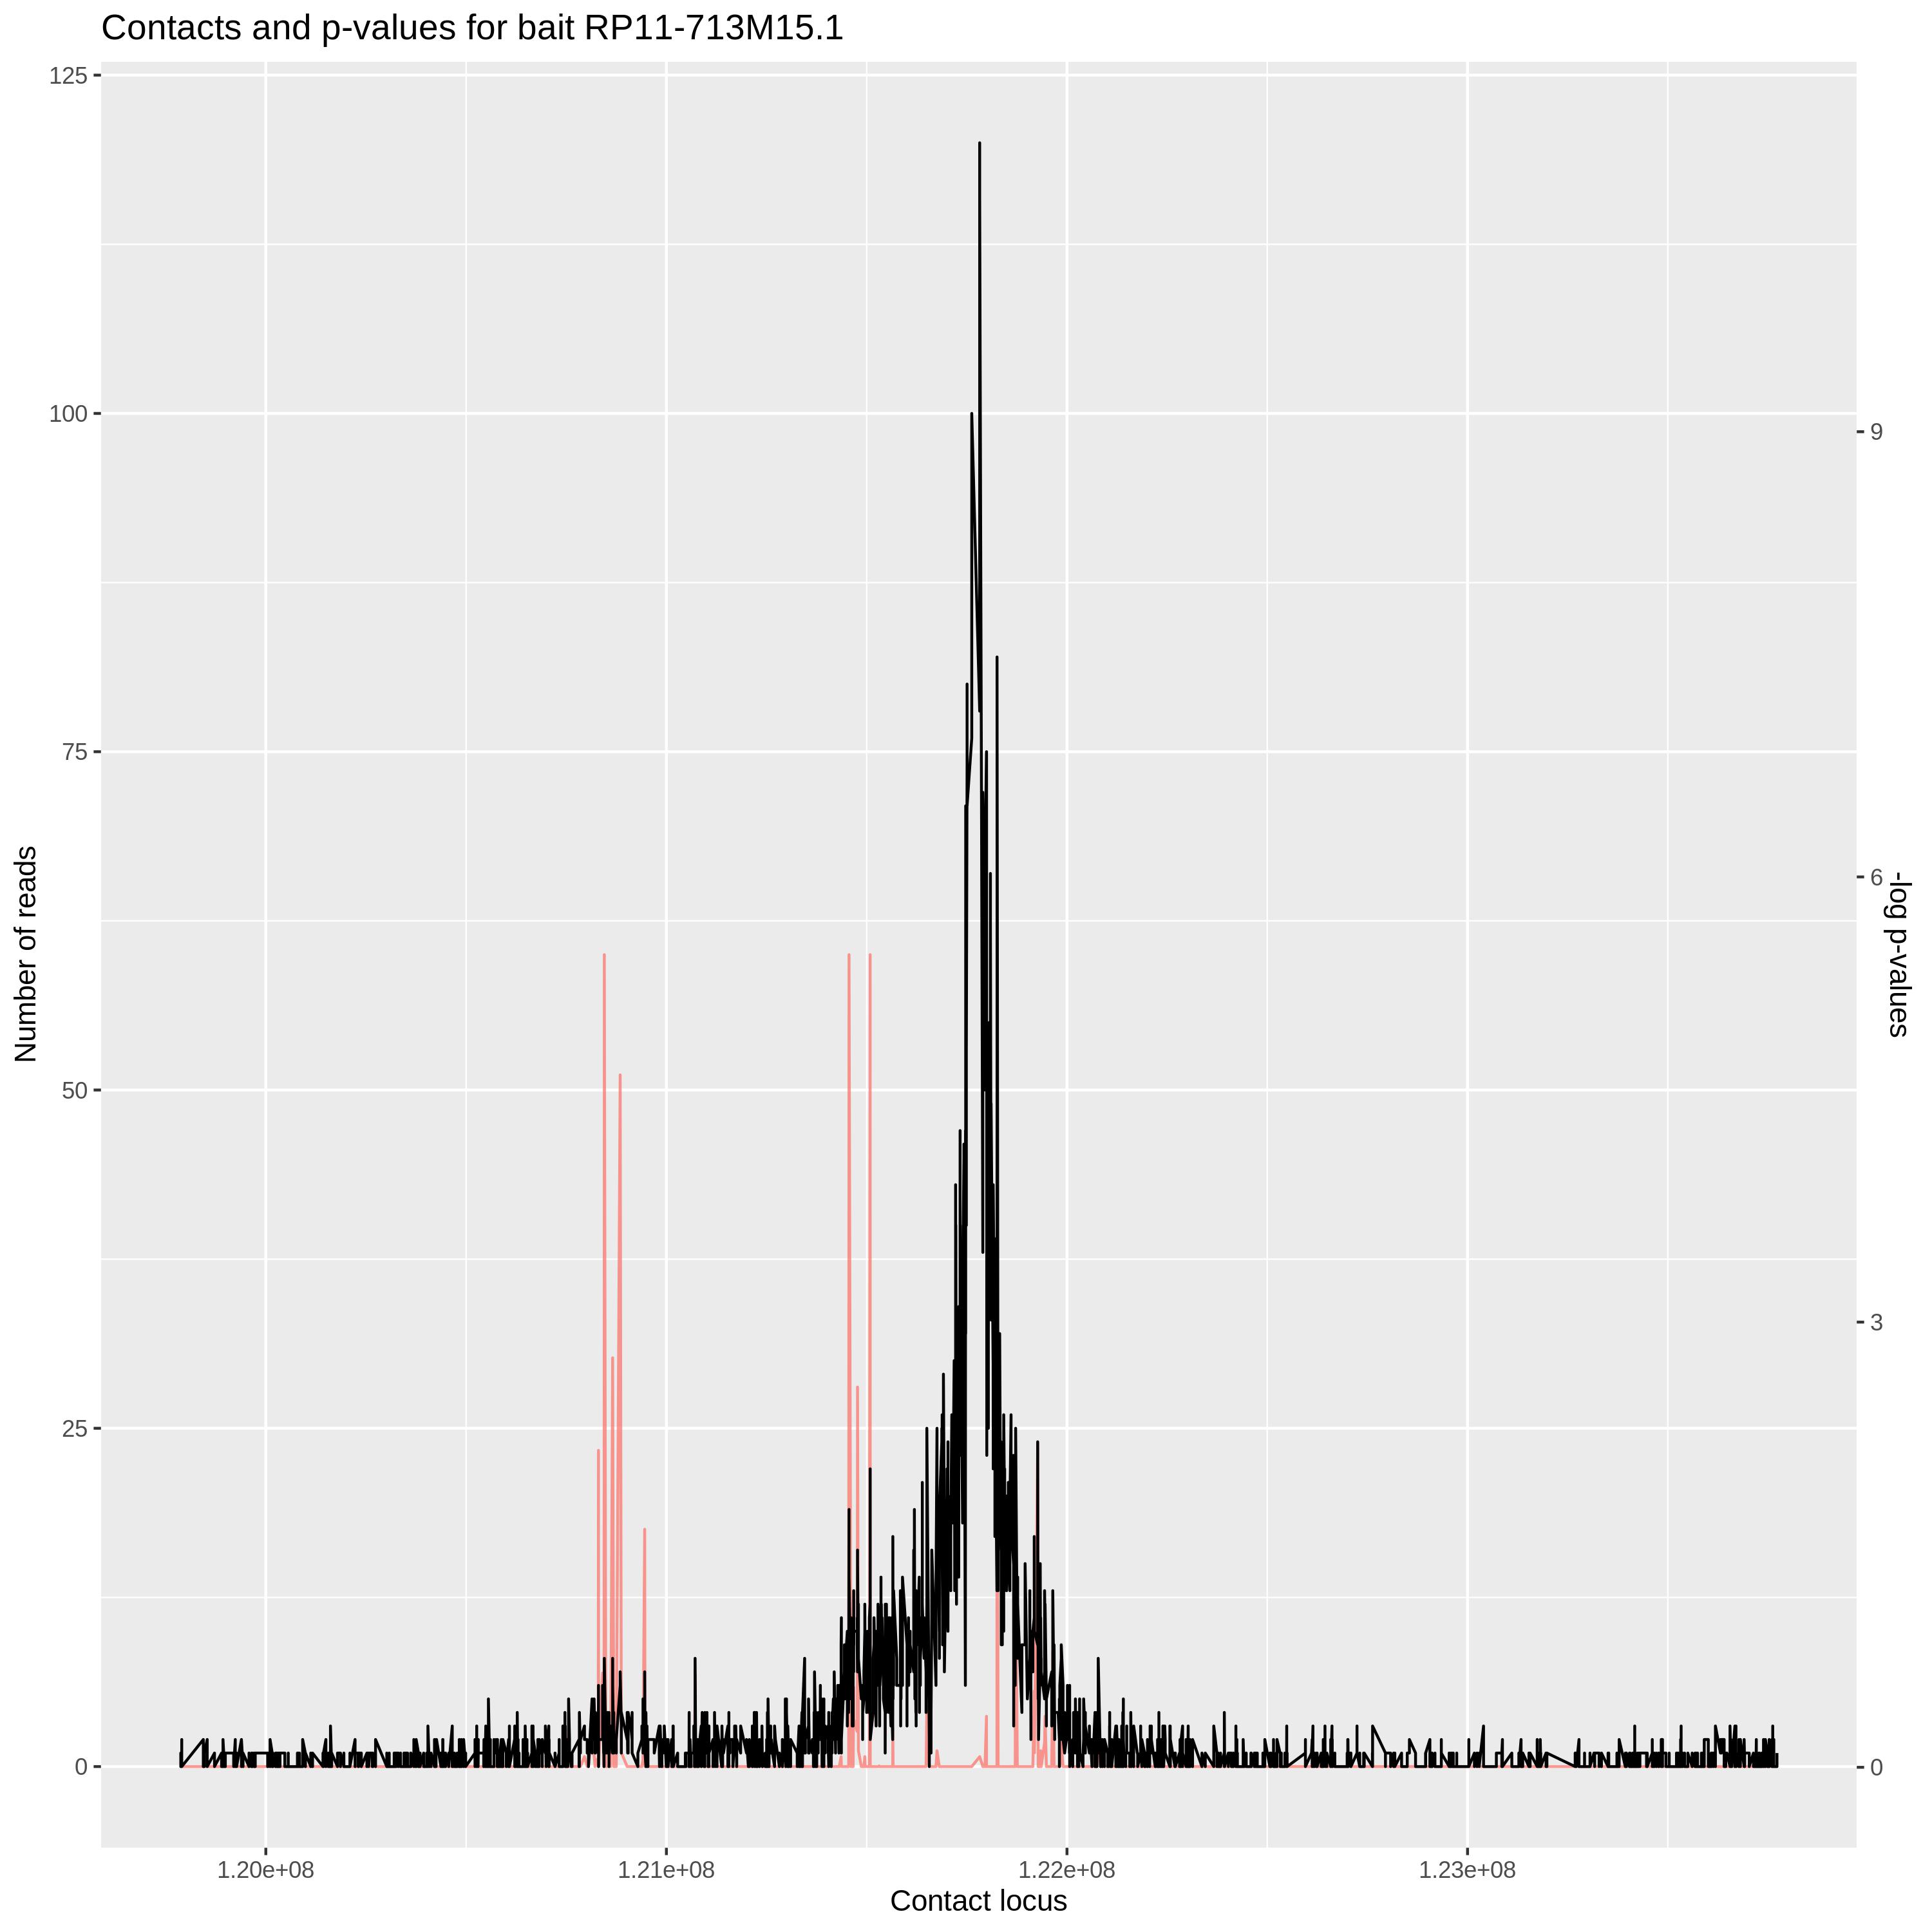 Contacts and p-values for bait RP11-713M15.1
125
100
75
50
25
0
Number of reads
9
6
3
0
-log p-values
1.20e+08
1.21e+08
1.22e+08
1.23e+08
Contact locus